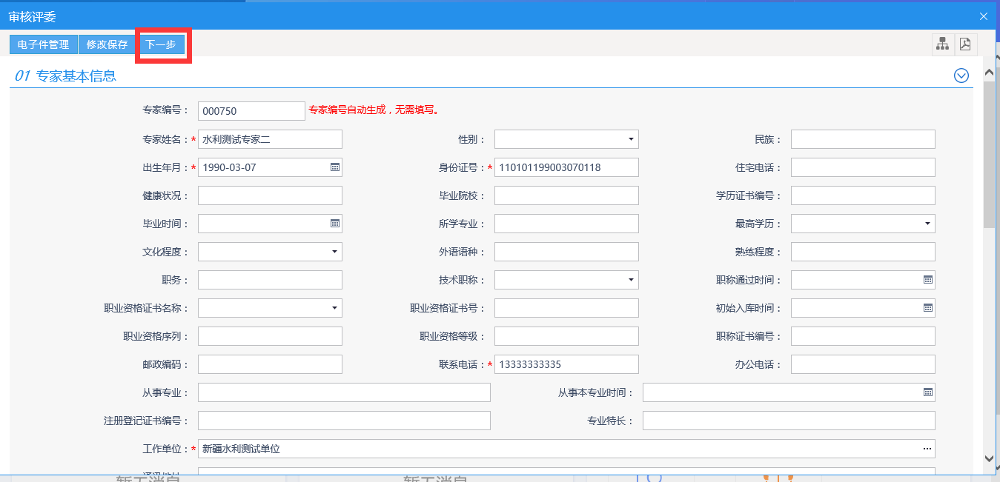 审核评委
电子件管理 修改保存 下一步
01 专家基本信息
专家编号： 000750 专家编号自动生成，无需填写。
专家姓名：* 水利测试专家二 性别： 民族：
出生年月：* 1990-03-07 身份证号：* 110101199003070118 住宅电话：
健康状况： 毕业院校： 学历证书编号：
毕业时间： 所学专业： 最高学历：
文化程度： 外语语种： 熟练程度：
职务： 技术职称： 职称通过时间：
职业资格证书名称： 职业资格证书号： 初始入库时间：
职业资格序列： 职业资格等级： 职称证书编号：
邮政编码： 联系电话：* 13333333335 办公电话：
从事专业： 从事本专业时间：
注册登记证书编号： 专业特长：
工作单位：* 新疆水利测试单位 ...
暂无消息 暂无消息